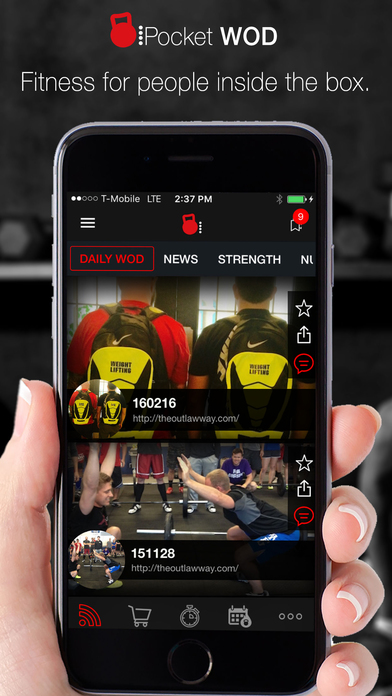 Pocket WOD
Fitness for people inside the box.
T-Mobile LTE 2:37 PM
9
DAILY WOD NEWS STRENGTH NU
WEIGHT
LIFTING
WEIGHT
LIFTING
160216
http://theoutlawway.com/
151128
http://theoutlawway.com/